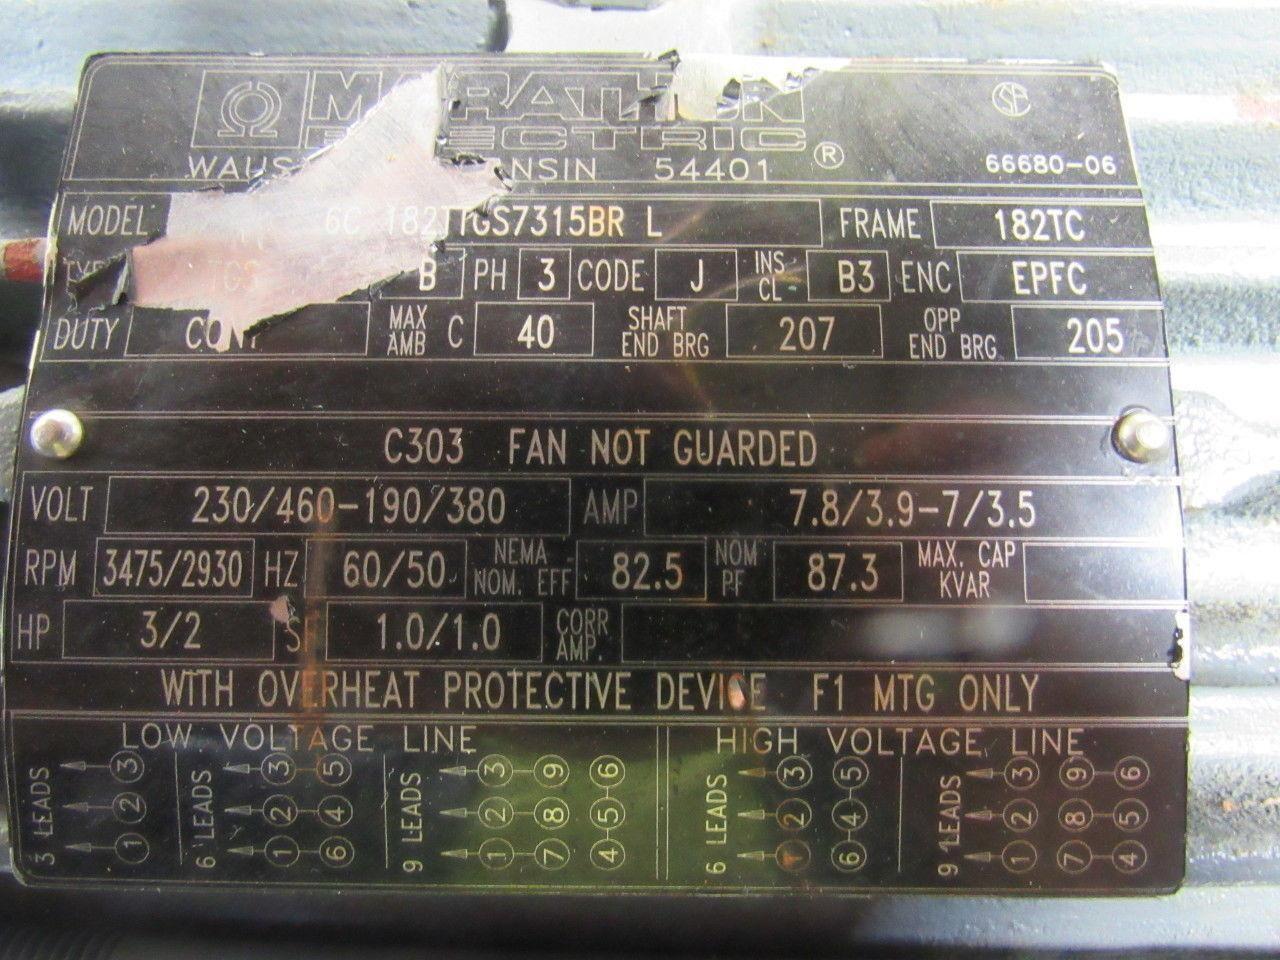 MARATHON
ELECTRIC ®
54401 66680-06
MODEL 6C 182TTGS7315BR L FRAME 182TC
TYPE TGS B PH 3 CODE J INS CL B3 ENC EPFC
DUTY CONT MAX AMB C 40 SHAFT END BRG 207 OPP END BRG 205
C303 FAN NOT GUARDED
VOLT 230/460-190/380 AMP 7.8/3.9-7/3.5
RPM 3475/2930 HZ 60/50 NEMA NOM. EFF 82.5 NOM PF 87.3 MAX. CAP KVAR
HP 3/2 SF 1.0/1.0 CORR AMP.
WITH OVERHEAT PROTECTIVE DEVICE F1 MTG ONLY
LOW VOLTAGE LINE HIGH VOLTAGE LINE
3 LEADS 3 2 1
6 LEADS 3 5 2 4 1 6
9 LEADS 3 9 6 2 8 5 1 7 4
6 LEADS 3 5 2 4 1 6
9 LEADS 3 9 6 2 8 5 1 7 4